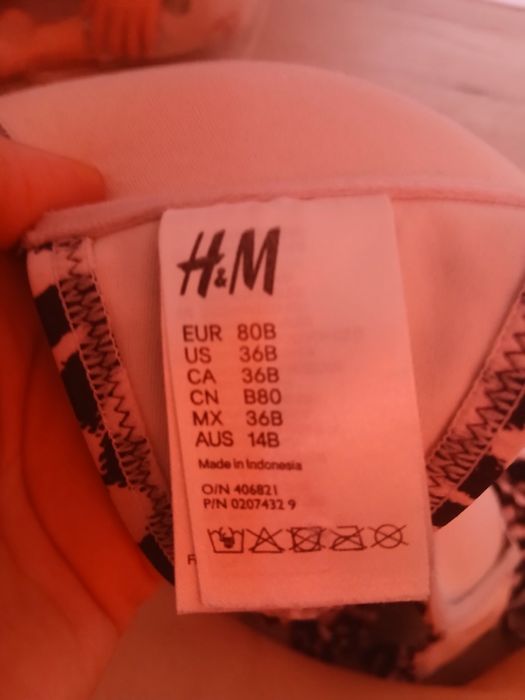 H&M
EUR 80B
US 36B
CA 36B
CN B80
MX 36B
AUS 14B
Made in Indonesia
O/N 406821
P/N 0207432 9